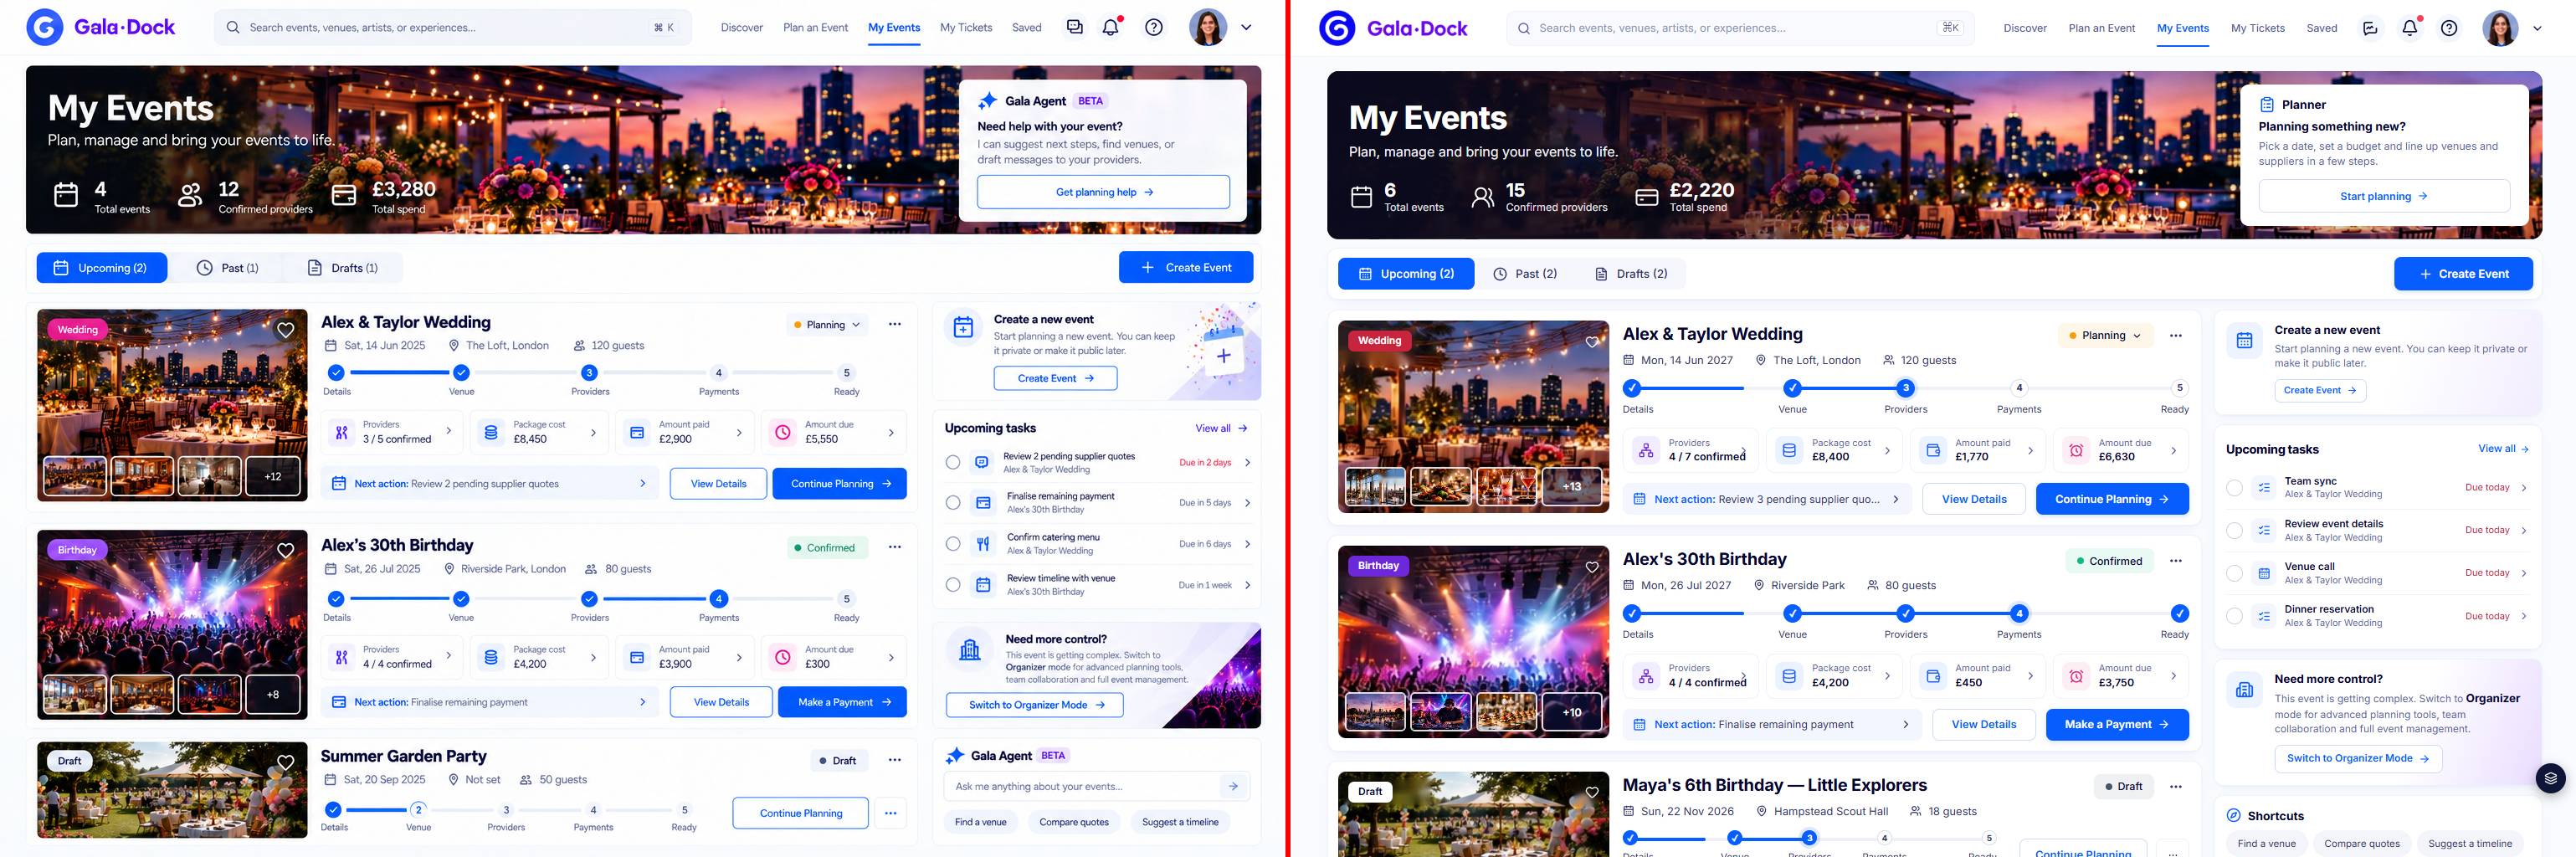 Gala·Dock
Search events, venues, artists, or experiences...
⌘ K
Discover
Plan an Event
My Events
My Tickets
Saved
My Events
Plan, manage and bring your events to life.
4
Total events
12
Confirmed providers
£3,280
Total spend
Gala Agent BETA
Need help with your event?
I can suggest next steps, find venues, or
draft messages to your providers.
Get planning help →
Upcoming (2)
Past (1)
Drafts (1)
+ Create Event
Wedding
+12
Alex & Taylor Wedding
Planning
Sat, 14 Jun 2025
The Loft, London
120 guests
3 4 5
Details Venue Providers Payments Ready
Providers
3 / 5 confirmed
Package cost
£8,450
Amount paid
£2,900
Amount due
£5,550
Next action: Review 2 pending supplier quotes
View Details
Continue Planning →
Birthday
+8
Alex's 30th Birthday
Confirmed
Sat, 26 Jul 2025
Riverside Park, London
80 guests
4 5
Details Venue Providers Payments Ready
Providers
4 / 4 confirmed
Package cost
£4,200
Amount paid
£3,900
Amount due
£300
Next action: Finalise remaining payment
View Details
Make a Payment →
Draft
Summer Garden Party
Draft
Sat, 20 Sep 2025
Not set
50 guests
2 3 4 5
Details Venue Providers Payments Ready
Continue Planning
Create a new event
Start planning a new event. You can keep
it private or make it public later.
Create Event →
Upcoming tasks
View all →
Review 2 pending supplier quotes
Alex & Taylor Wedding
Due in 2 days
Finalise remaining payment
Alex's 30th Birthday
Due in 5 days
Confirm catering menu
Alex & Taylor Wedding
Due in 6 days
Review timeline with venue
Alex's 30th Birthday
Due in 1 week
Need more control?
This event is getting complex. Switch to
Organizer mode for advanced planning tools,
team collaboration and full event management.
Switch to Organizer Mode →
Gala Agent BETA
Ask me anything about your events...
Find a venue
Compare quotes
Suggest a timeline
Gala·Dock
Search events, venues, artists, or experiences...
⌘K
Discover
Plan an Event
My Events
My Tickets
Saved
My Events
Plan, manage and bring your events to life.
6
Total events
15
Confirmed providers
£2,220
Total spend
Planner
Planning something new?
Pick a date, set a budget and line up venues and
suppliers in a few steps.
Start planning →
Upcoming (2)
Past (2)
Drafts (2)
+ Create Event
Wedding
+13
Alex & Taylor Wedding
Planning
Mon, 14 Jun 2027
The Loft, London
120 guests
3 4 5
Details Venue Providers Payments Ready
Providers
4 / 7 confirmed
Package cost
£8,400
Amount paid
£1,770
Amount due
£6,630
Next action: Review 3 pending supplier quo...
View Details
Continue Planning →
Birthday
+10
Alex's 30th Birthday
Confirmed
Mon, 26 Jul 2027
Riverside Park
80 guests
4
Details Venue Providers Payments Ready
Providers
4 / 4 confirmed
Package cost
£4,200
Amount paid
£450
Amount due
£3,750
Next action: Finalise remaining payment
View Details
Make a Payment →
Draft
Maya's 6th Birthday — Little Explorers
Draft
Sun, 22 Nov 2026
Hampstead Scout Hall
18 guests
3 4 5
Details Venue Providers Payments Ready
Continue Planning
Create a new event
Start planning a new event. You can keep it private or
make it public later.
Create Event →
Upcoming tasks
View all →
Team sync
Alex & Taylor Wedding
Due today
Review event details
Alex & Taylor Wedding
Due today
Venue call
Alex & Taylor Wedding
Due today
Dinner reservation
Alex & Taylor Wedding
Due today
Need more control?
This event is getting complex. Switch to Organizer
mode for advanced planning tools, team
collaboration and full event management.
Switch to Organizer Mode →
Shortcuts
Find a venue
Compare quotes
Suggest a timeline